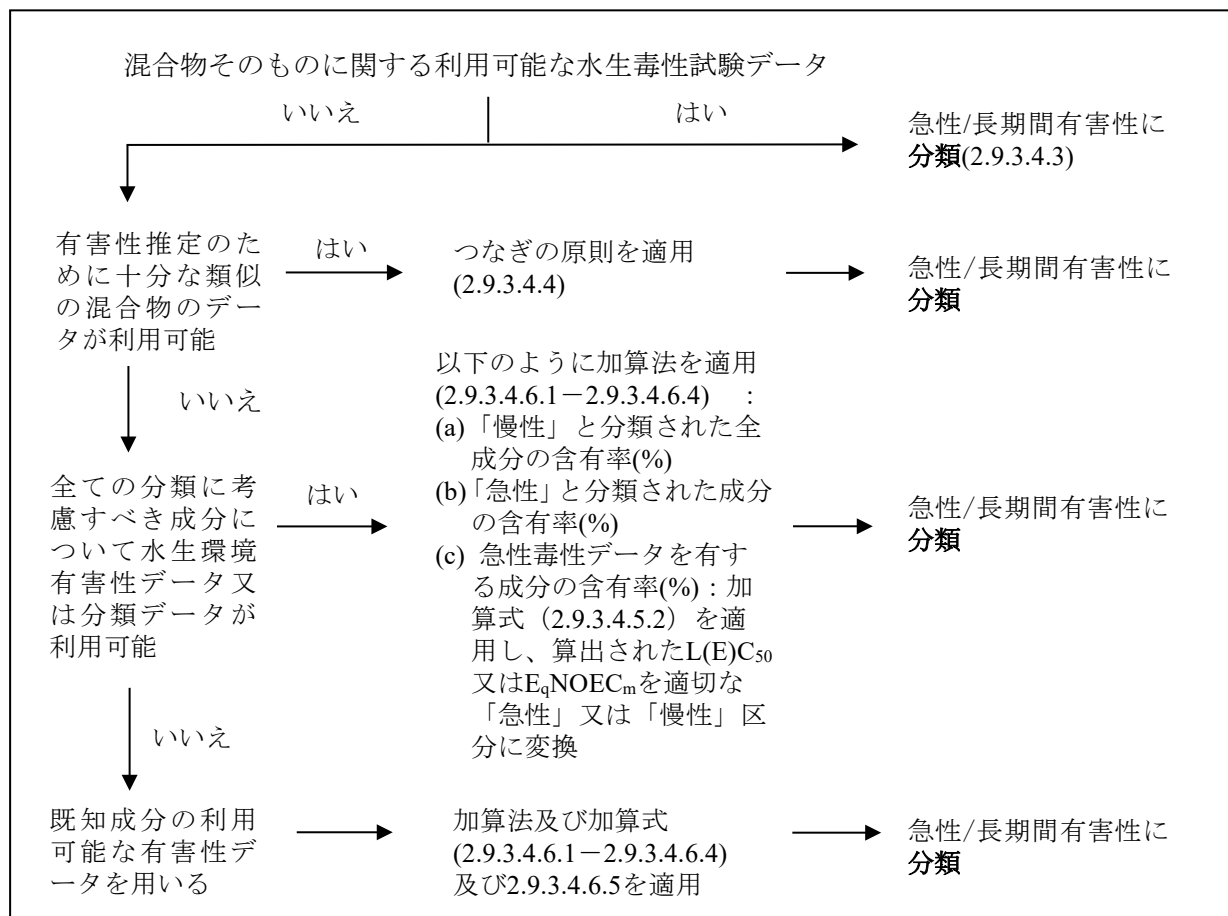 混合物そのものに関する利用可能な水生毒性試験データ
いいえ
はい
急性/長期間有害性に
分類(2.9.3.4.3)
有害性推定のた
めに十分な類似
の混合物のデー
タが利用可能
はい
つなぎの原則を適用
(2.9.3.4.4)
急性/長期間有害性に
分類
いいえ
全ての分類に考
慮すべき成分に
ついて水生環境
有害性データ又
は分類データが
利用可能
はい
以下のように加算法を適用
(2.9.3.4.6.1－2.9.3.4.6.4) :
(a)「慢性」と分類された全
成分の含有率(%)
(b)「急性」と分類された成分
の含有率(%)
(c) 急性毒性データを有す
る成分の含有率(%)：加
算式（2.9.3.4.5.2）を適
用し、算出されたL(E)C₅₀
又はEqNOECmを適切な
「急性」又は「慢性」区
分に変換
急性/長期間有害性に
分類
いいえ
既知成分の利用
可能な有害性デ
ータを用いる
加算法及び加算式
(2.9.3.4.6.1－2.9.3.4.6.4)
及び2.9.3.4.6.5を適用
急性/長期間有害性に
分類